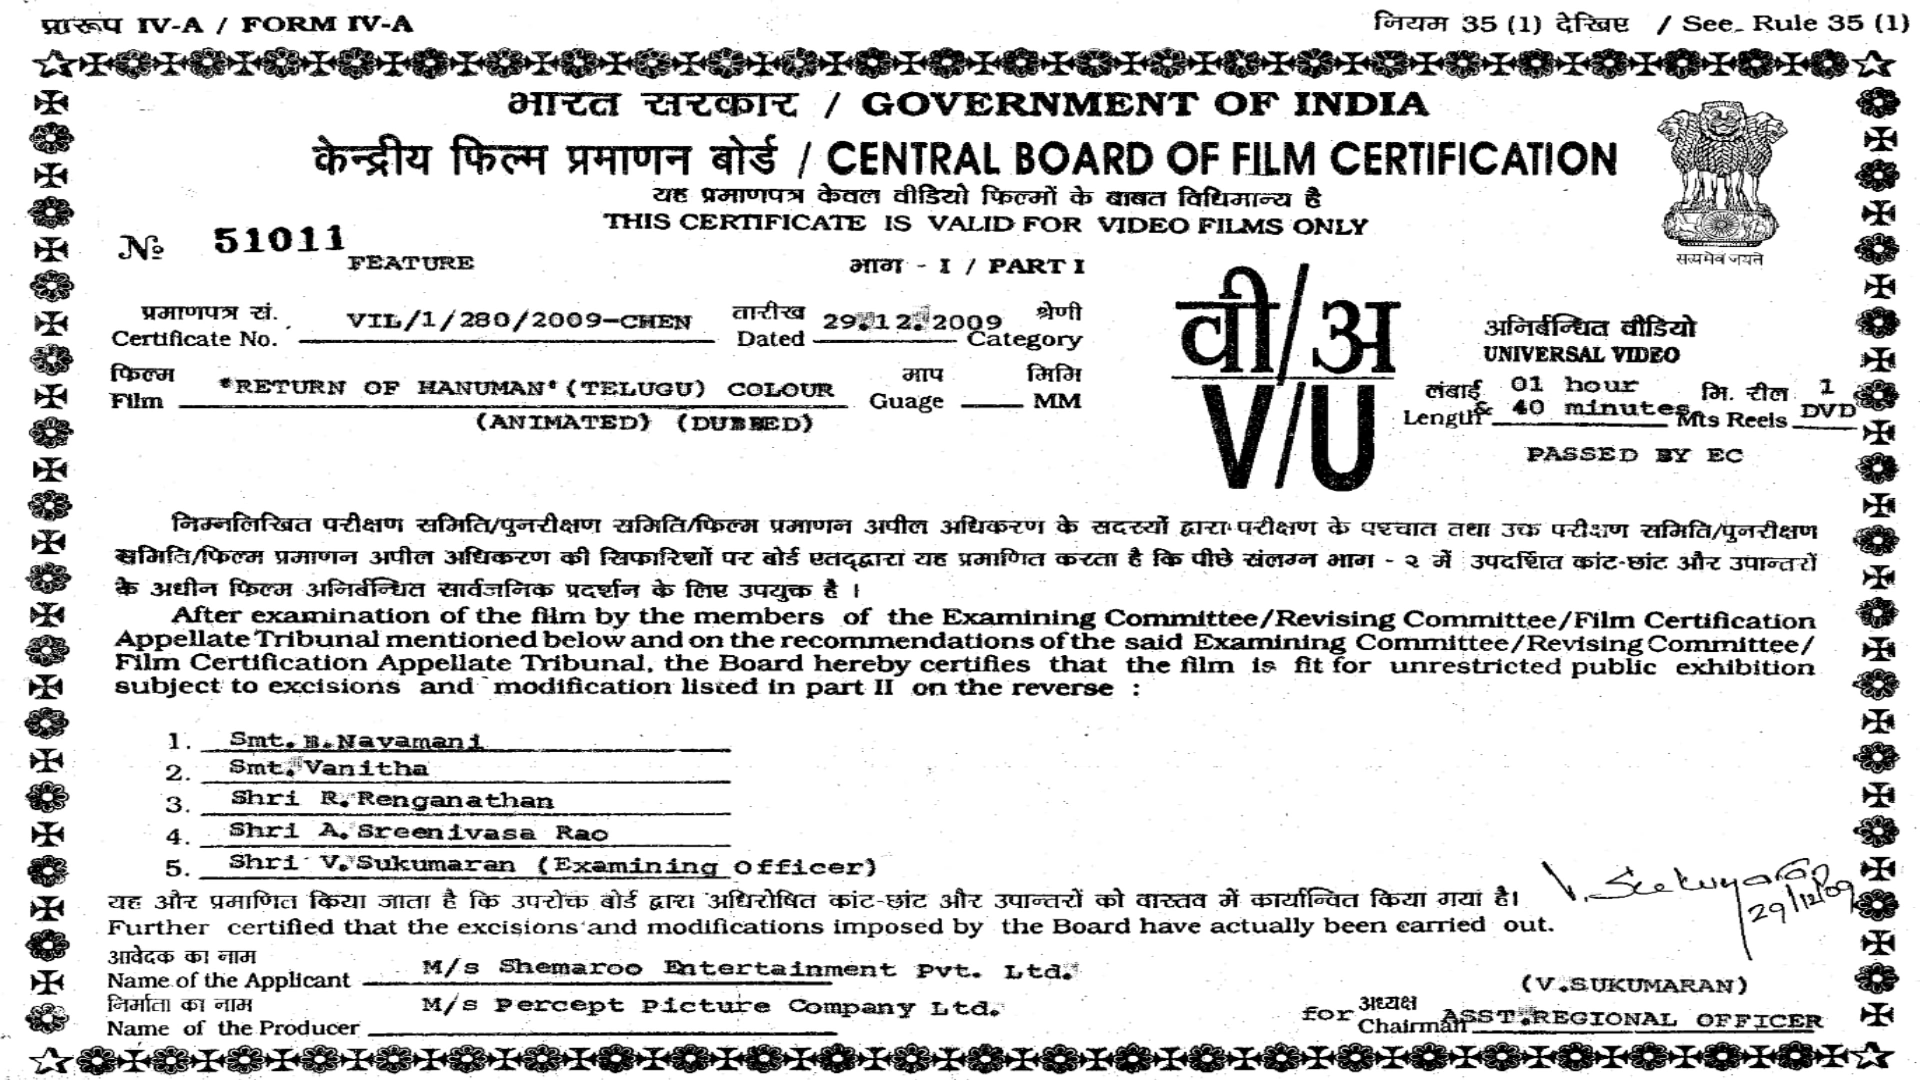 प्रारूप IV-A / FORM IV-A
नियम 35 (1) देखिए / See. Rule 35 (1)
भारत सरकार / GOVERNMENT OF INDIA
केन्द्रीय फिल्म प्रमाणन बोर्ड / CENTRAL BOARD OF FILM CERTIFICATION
यह प्रमाणपत्र केवल वीडियो फिल्मों के बाबत विधिमान्य है
THIS CERTIFICATE IS VALID FOR VIDEO FILMS ONLY
सत्यमेव जयते
№ 51011
FEATURE
भाग - I / PART I
प्रमाणपत्र सं. VIL/1/280/2009-CHEN तारीख 29.12.2009 श्रेणी
Certificate No. Dated Category
वी/अ
V/U
अनिर्बन्धित वीडियो
UNIVERSAL VIDEO
फिल्म "RETURN OF HANUMAN" (TELUGU) COLOUR माप मिमि
Film Guage MM
(ANIMATED) (DUBBED)
लंबाई 01 hour मि. रील 1
Length & 40 minutes Mts Reels DVD
PASSED BY EC
निम्नलिखित परीक्षण समिति/पुनरीक्षण समिति/फिल्म प्रमाणन अपील अधिकरण के सदस्यों द्वारा परीक्षण के पश्चात तथा उक्त परीक्षण समिति/पुनरीक्षण
समिति/फिल्म प्रमाणन अपील अधिकरण की सिफारिशों पर बोर्ड एतद्द्वारा यह प्रमाणित करता है कि पीछे संलग्न भाग - २ में उपदर्शित कांट-छांट और उपान्तरों
के अधीन फिल्म अनिर्बन्धित सार्वजनिक प्रदर्शन के लिए उपयुक्त है ।
After examination of the film by the members of the Examining Committee/Revising Committee/Film Certification
Appellate Tribunal mentioned below and on the recommendations of the said Examining Committee/Revising Committee/
Film Certification Appellate Tribunal, the Board hereby certifies that the film is fit for unrestricted public exhibition
subject to excisions and modification listed in part II on the reverse :
1. Smt. B.Navamani
2. Smt.Vanitha
3. Shri R.Renganathan
4. Shri A.Sreenivasa Rao
5. Shri V.Sukumaran (Examining Officer)
यह और प्रमाणित किया जाता है कि उपरोक्त बोर्ड द्वारा अधिरोषित कांट-छांट और उपान्तरों को वास्तव में कार्यान्वित किया गया है।
Further certified that the excisions and modifications imposed by the Board have actually been carried out.
V. Sukumaran
29/12/09
आवेदक का नाम
Name of the Applicant M/s Shemaroo Entertainment Pvt. Ltd.
निर्माता का नाम
Name of the Producer M/s Percept Picture Company Ltd.
(V.SUKUMARAN)
for अध्यक्ष
Chairman ASST.REGIONAL OFFICER